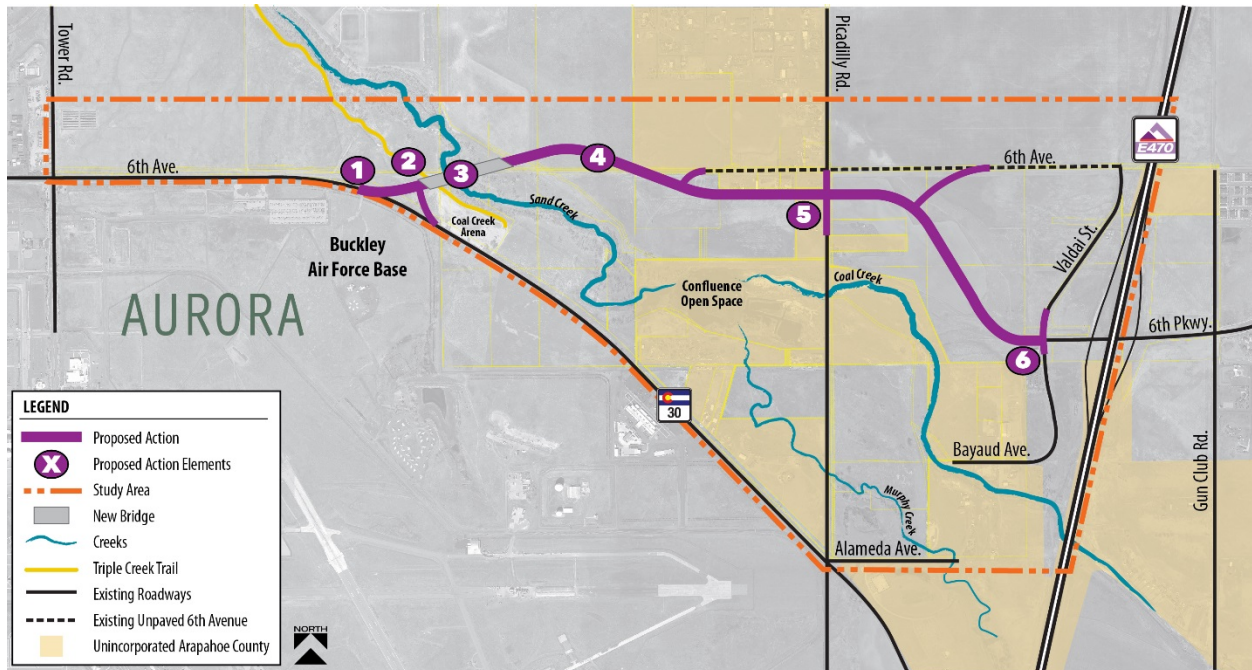 Tower Rd.
Picadilly Rd.
E470
6th Ave.
1
2
3
4
6th Ave.
5
Sand Creek
Coal Creek
Arena
Buckley
Air Force Base
Valdai St.
AURORA
Confluence
Open Space
Coal Creek
6th Pkwy.
6
30
Gun Club Rd.
Bayaud Ave.
Murphy Creek
Alameda Ave.
LEGEND
Proposed Action
X
Proposed Action Elements
Study Area
New Bridge
Creeks
Triple Creek Trail
Existing Roadways
Existing Unpaved 6th Avenue
Unincorporated Arapahoe County
NORTH